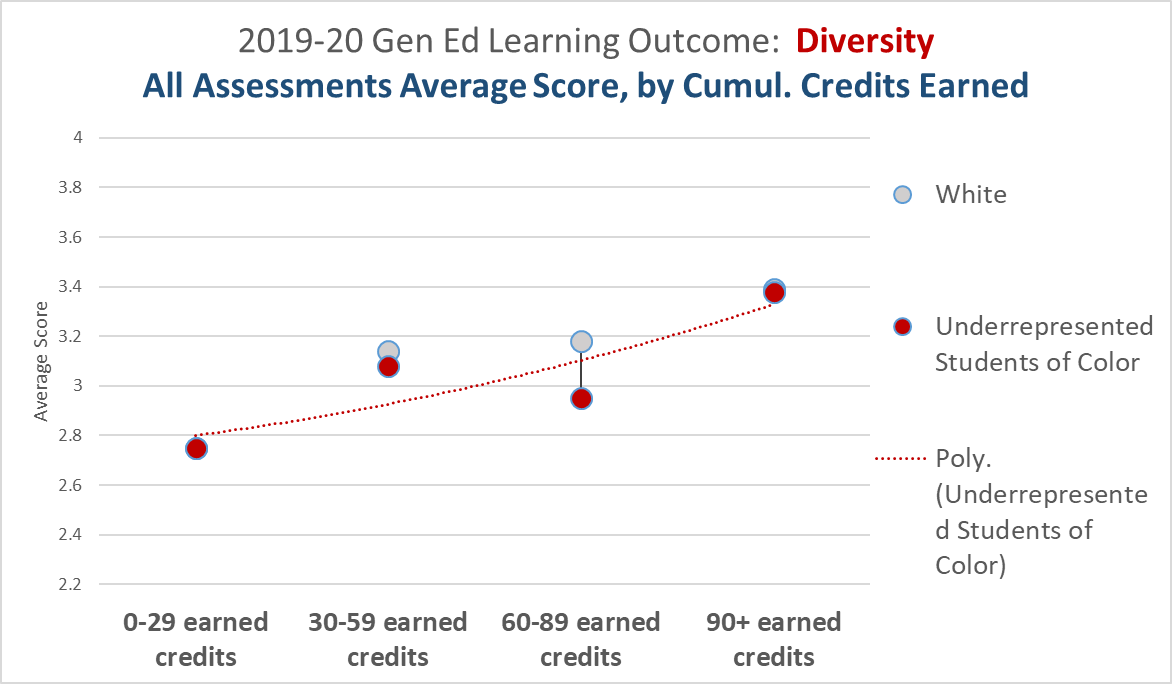 2019-20 Gen Ed Learning Outcome: Diversity
All Assessments Average Score, by Cumul. Credits Earned
4
3.8
3.6
3.4
3.2
3
2.8
2.6
2.4
2.2
Average Score
0-29 earned
credits
30-59 earned
credits
60-89 earned
credits
90+ earned
credits
White
Underrepresented
Students of Color
Poly.
(Underrepresente
d Students of
Color)